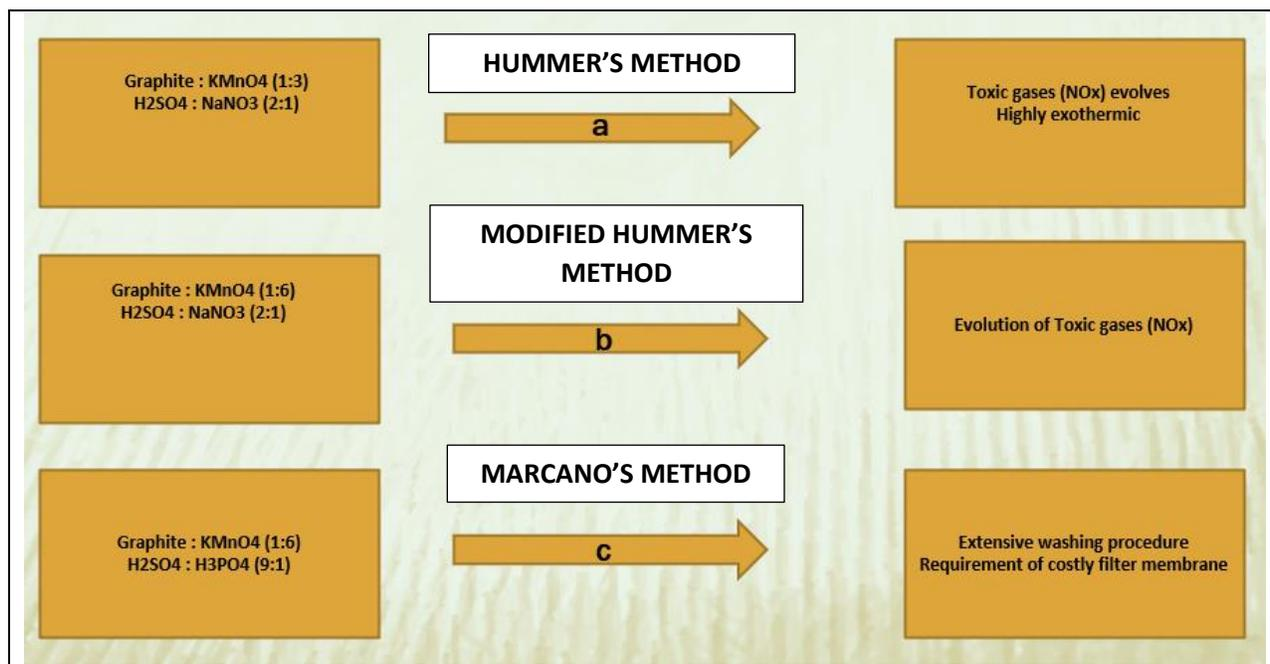 Graphite : KMnO4 (1:3)
H2SO4 : NaNO3 (2:1)
HUMMER’S METHOD
a
Toxic gases (NOx) evolves
Highly exothermic
Graphite : KMnO4 (1:6)
H2SO4 : NaNO3 (2:1)
MODIFIED HUMMER’S
METHOD
b
Evolution of Toxic gases (NOx)
Graphite : KMnO4 (1:6)
H2SO4 : H3PO4 (9:1)
MARCANO’S METHOD
c
Extensive washing procedure
Requirement of costly filter membrane